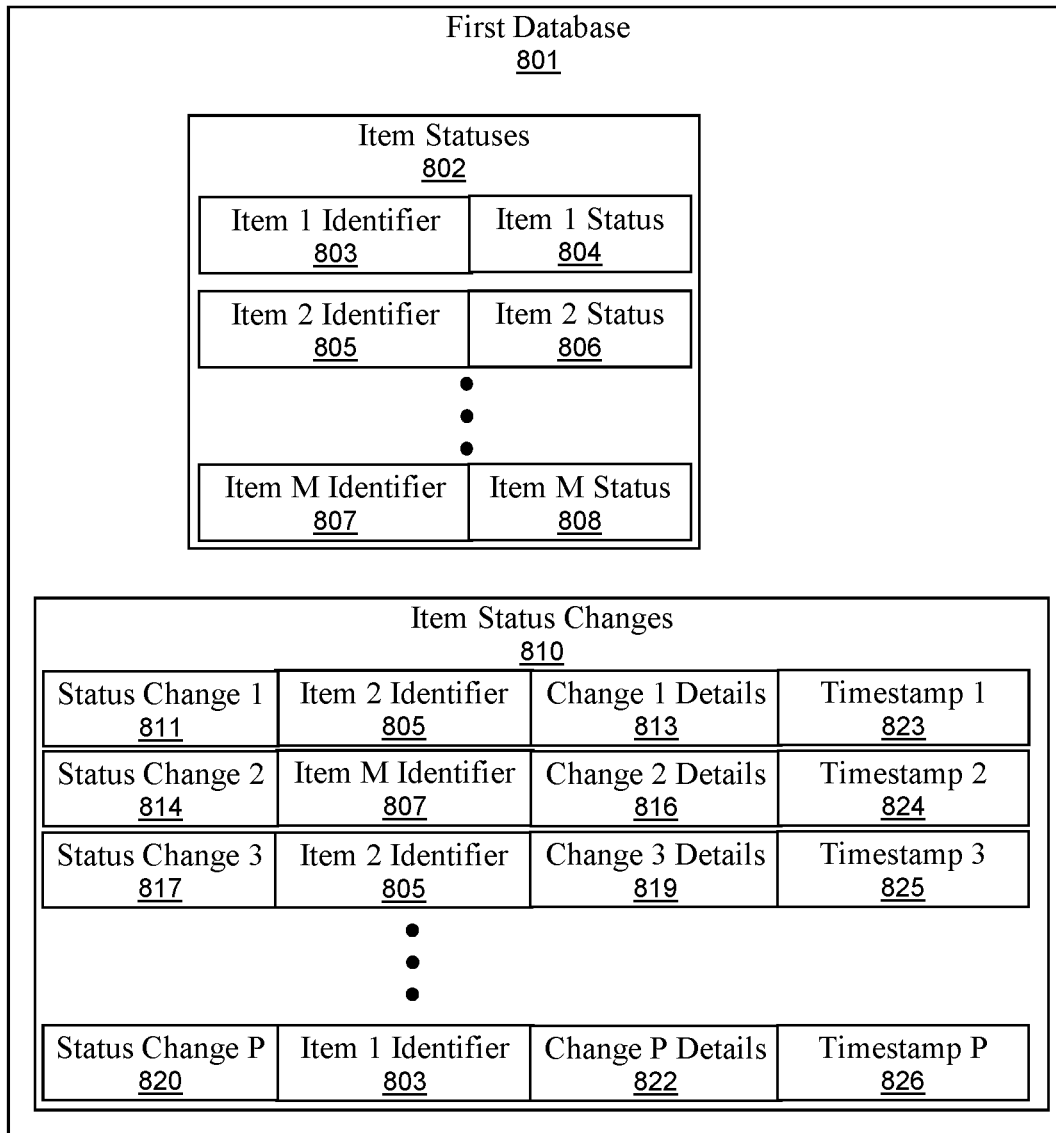 First Database
801
Item Statuses
802
Item 1 Identifier
803
Item 1 Status
804
Item 2 Identifier
805
Item 2 Status
806
Item M Identifier
807
Item M Status
808
Item Status Changes
810
Status Change 1
811
Item 2 Identifier
805
Change 1 Details
813
Timestamp 1
823
Status Change 2
814
Item M Identifier
807
Change 2 Details
816
Timestamp 2
824
Status Change 3
817
Item 2 Identifier
805
Change 3 Details
819
Timestamp 3
825
Status Change P
820
Item 1 Identifier
803
Change P Details
822
Timestamp P
826